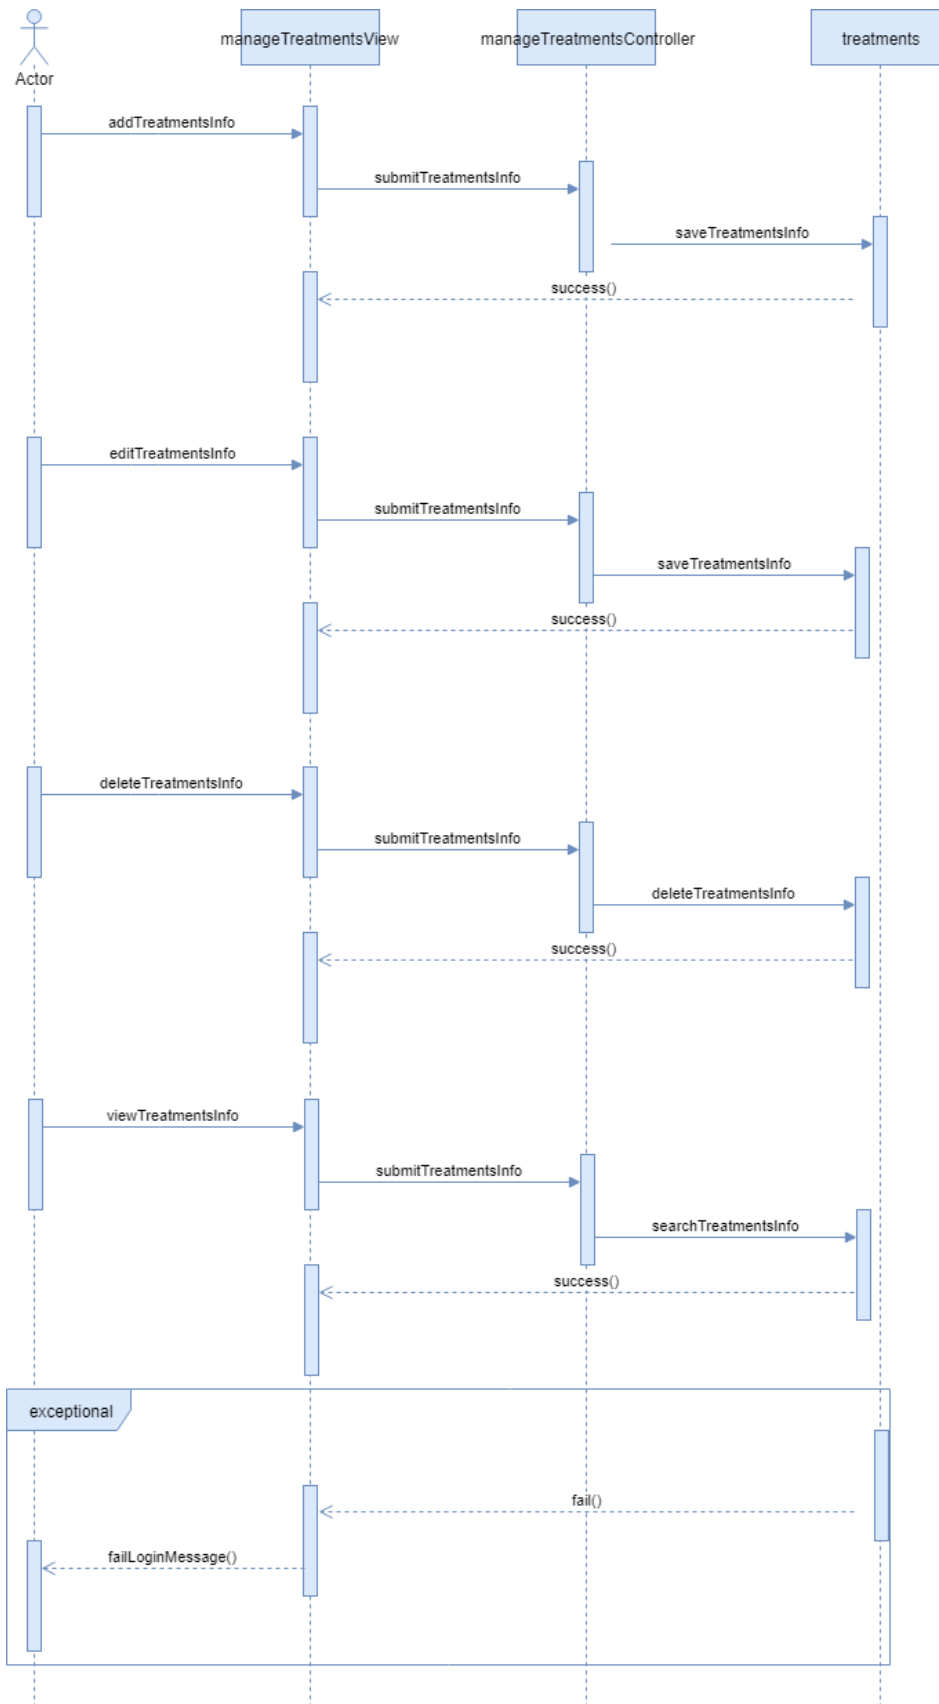 manageTreatmentsView
manageTreatmentsController
treatments
Actor
addTreatmentsInfo
submitTreatmentsInfo
saveTreatmentsInfo
success()
editTreatmentsInfo
submitTreatmentsInfo
saveTreatmentsInfo
success()
deleteTreatmentsInfo
submitTreatmentsInfo
deleteTreatmentsInfo
success()
viewTreatmentsInfo
submitTreatmentsInfo
searchTreatmentsInfo
success()
exceptional
fail()
failLoginMessage()